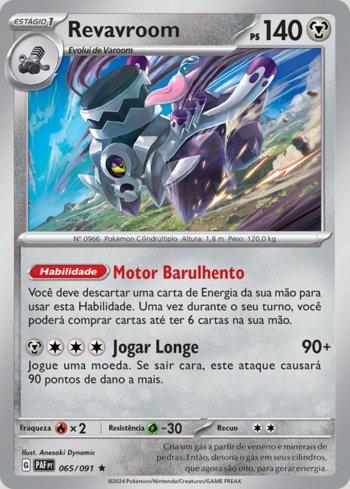 ESTÁGIO 1
Revavroom
PS 140
Evolui de Varoom
Nº 0966 Pokémon Cilindrúltiplo Altura: 1,8 m Peso: 120,0 kg
Habilidade Motor Barulhento
Você deve descartar uma carta de Energia da sua mão para
usar esta Habilidade. Uma vez durante o seu turno, você
poderá comprar cartas até ter 6 cartas na sua mão.
Jogar Longe 90+
Jogue uma moeda. Se sair cara, este ataque causará
90 pontos de dano a mais.
Fraqueza ×2 Resistência -30 Recuo
Ilust. Anesaki Dynamic
G PAF PT 065/091 ★
Cria um gás a partir de veneno e minerais de
pedras. Então, detona o gás em seus cilindros,
que agora são oito, para gerar energia.
©2024 Pokémon/Nintendo/Creatures/GAME FREAK